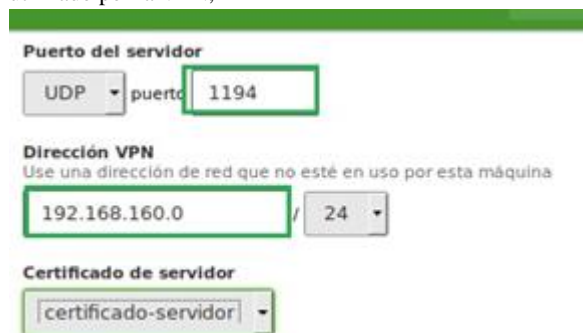 Puerto del servidor
UDP puerto 1194
Dirección VPN
Use una dirección de red que no esté en uso por esta máquina
192.168.160.0 / 24
Certificado de servidor
certificado-servidor